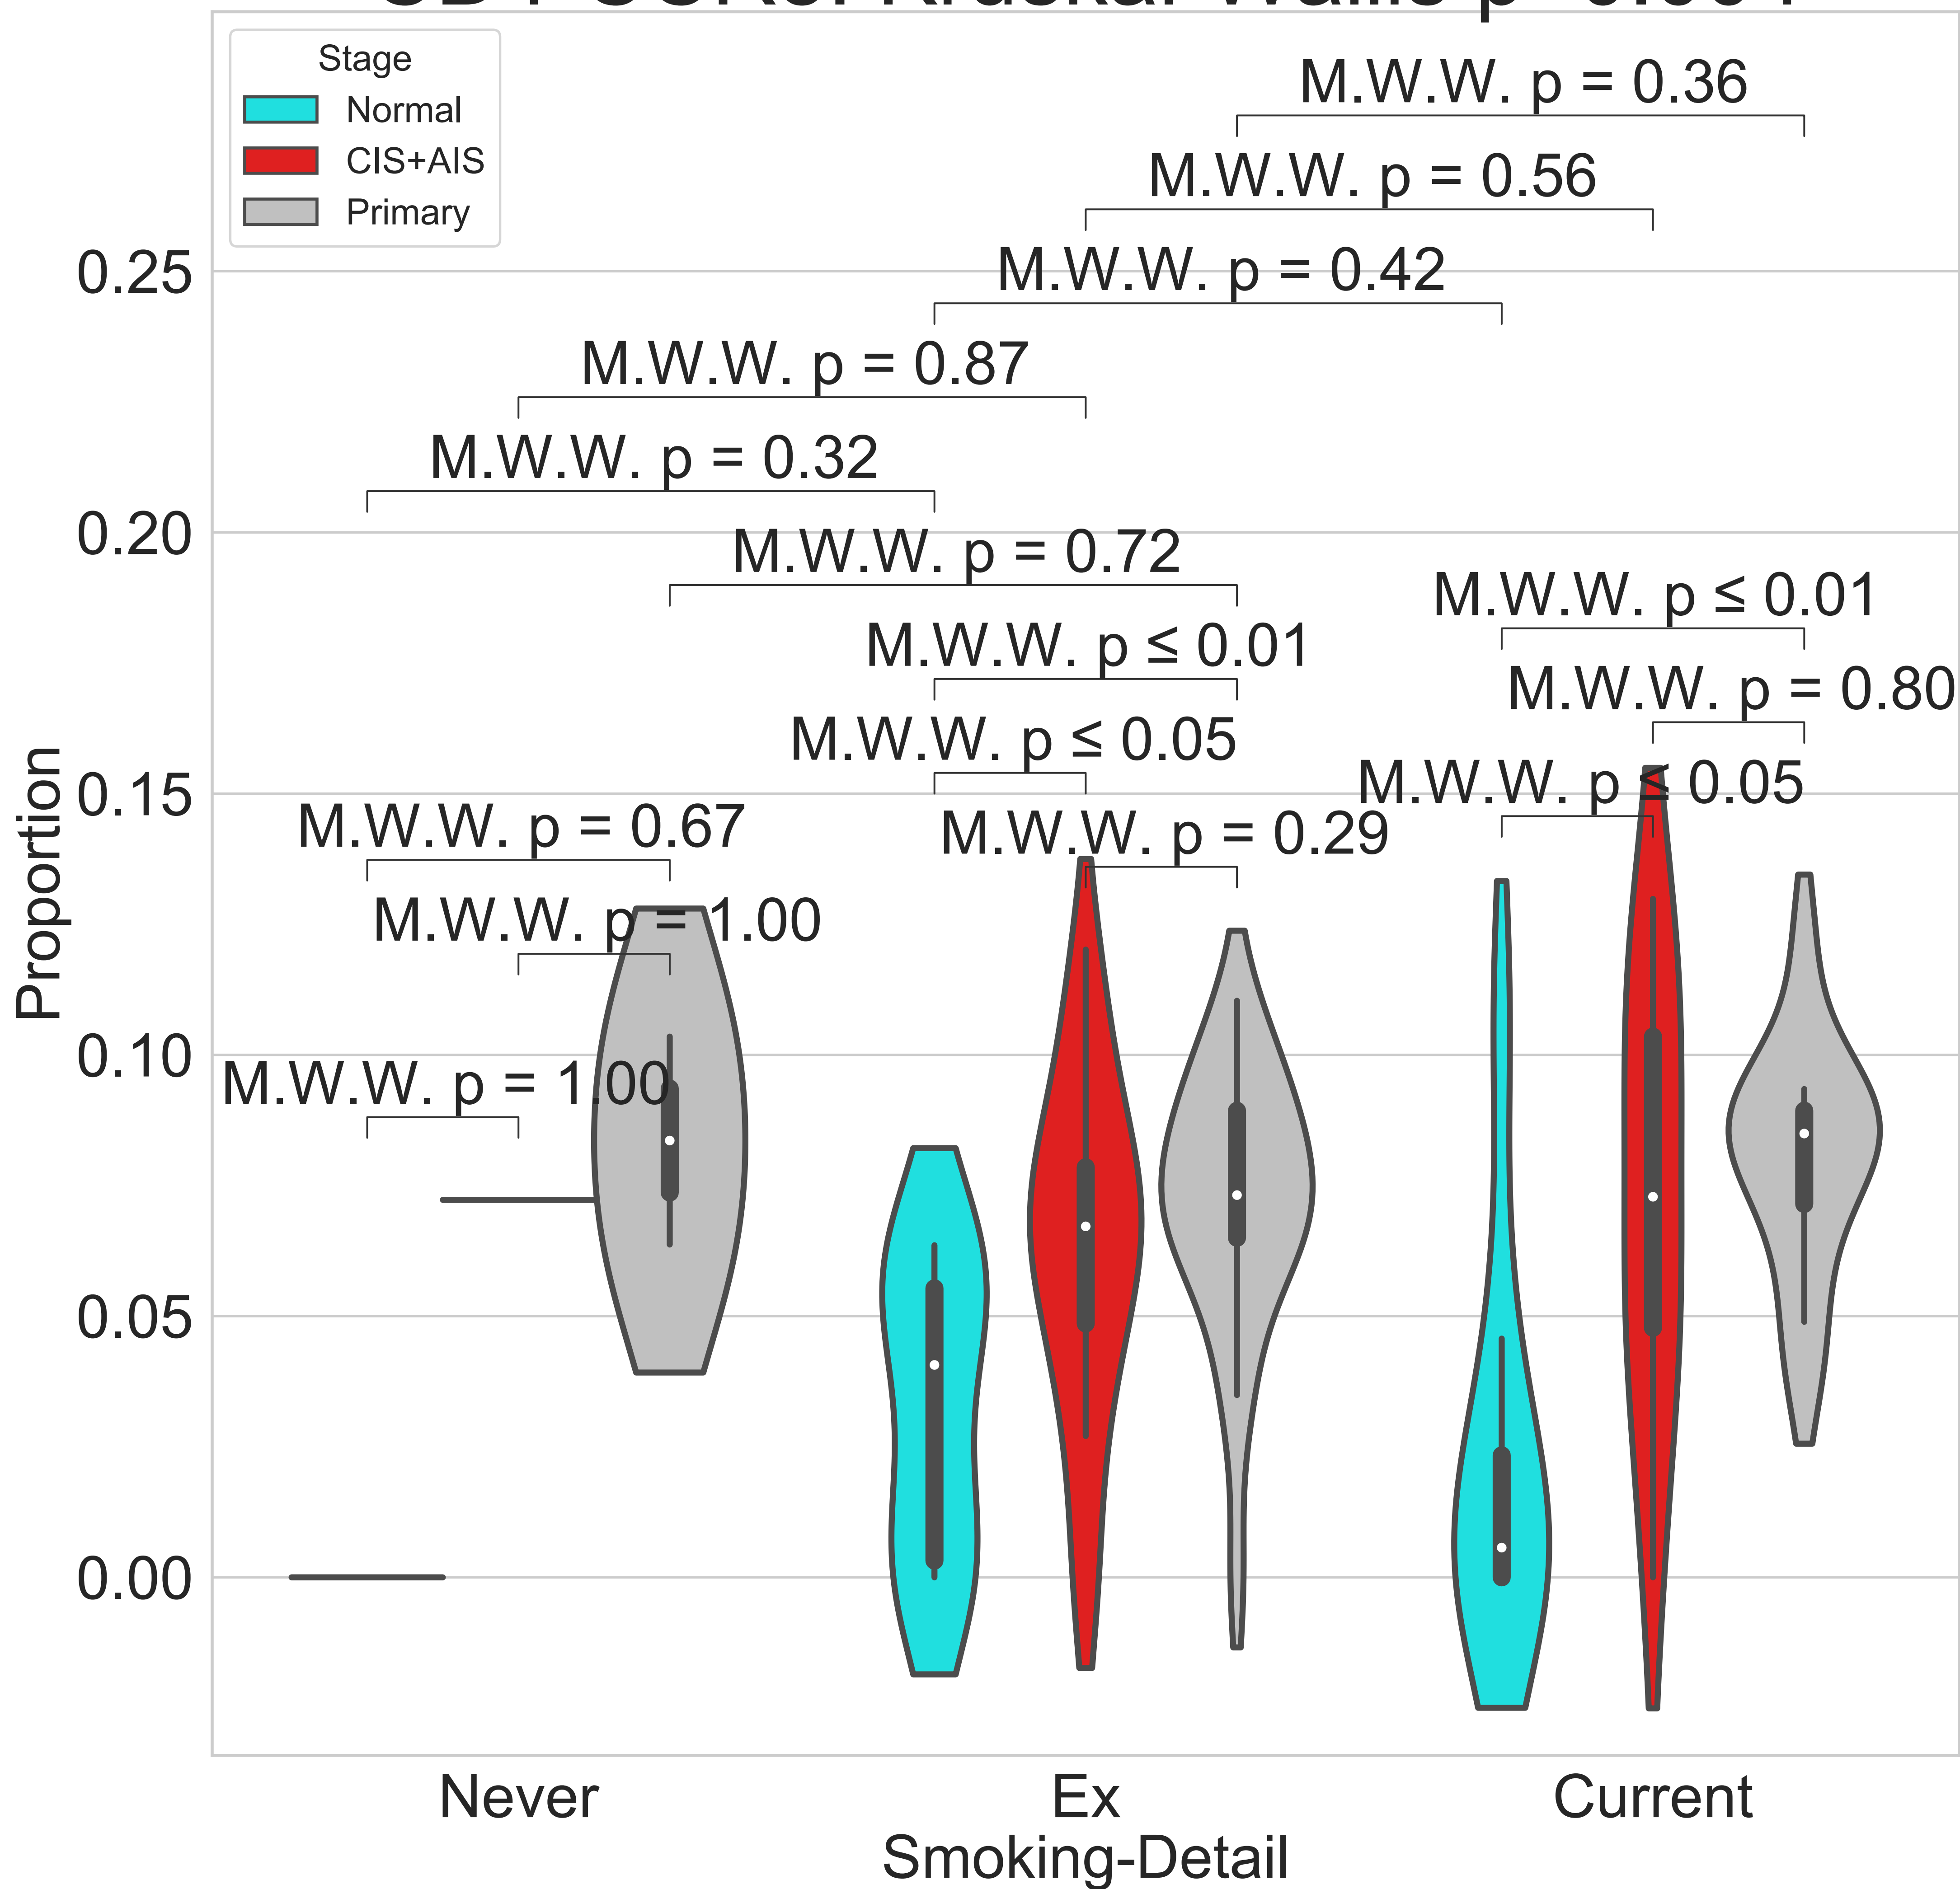 Stage
Normal
CIS+AIS
Primary
M.W.W. p = 0.36
M.W.W. p = 0.56
M.W.W. p = 0.42
M.W.W. p = 0.87
M.W.W. p = 0.32
M.W.W. p = 0.72
M.W.W. p ≤ 0.01
M.W.W. p ≤ 0.01
M.W.W. p = 0.80
M.W.W. p ≤ 0.05
M.W.W. p ≤ 0.05
M.W.W. p = 0.29
M.W.W. p = 0.67
M.W.W. p = 1.00
M.W.W. p = 1.00
0.25
0.20
0.15
0.10
0.05
0.00
Proportion
Never
Ex
Current
Smoking-Detail